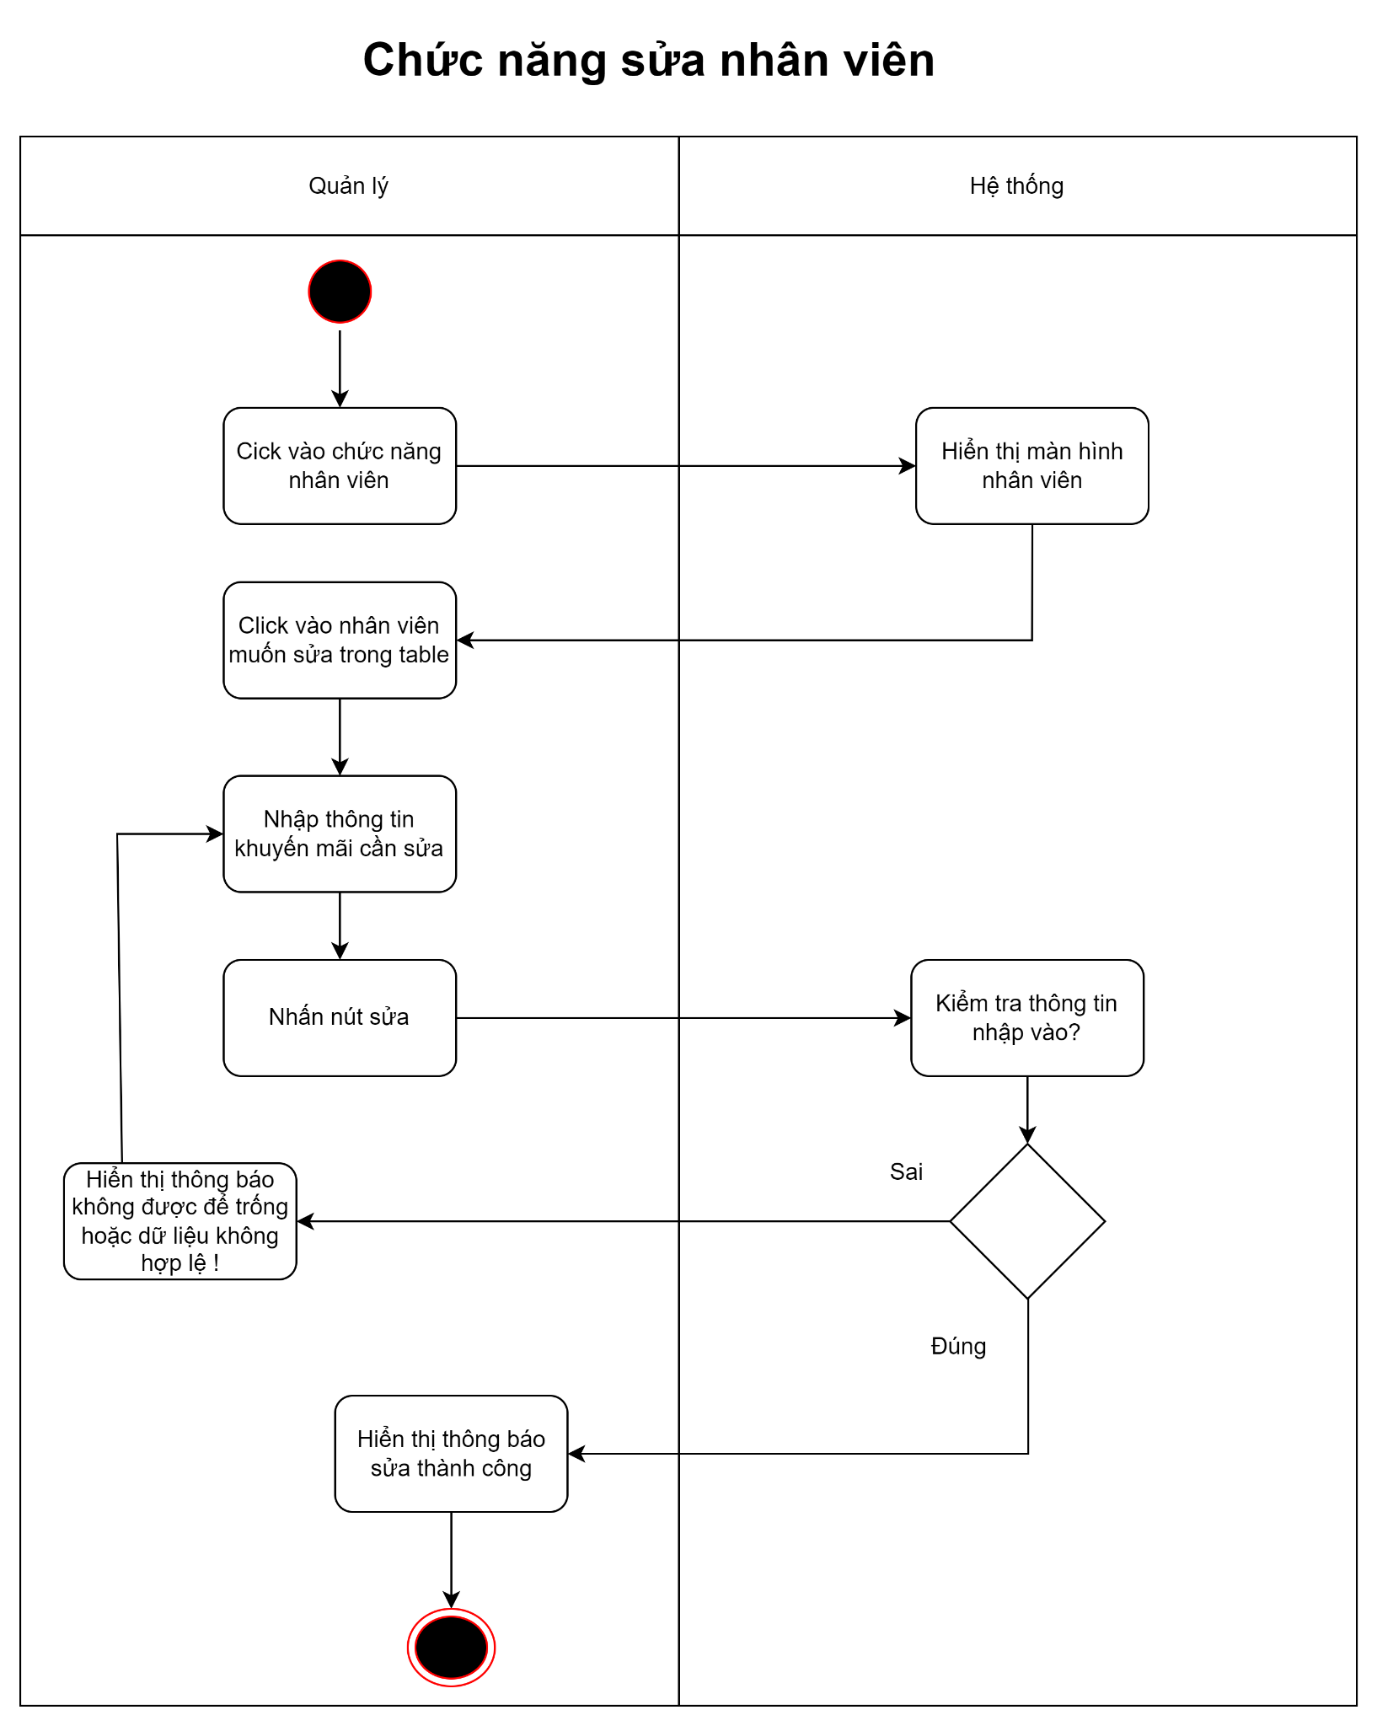 Chức năng sửa nhân viên
Quản lý
Hệ thống
Cick vào chức năng
nhân viên
Hiển thị màn hình
nhân viên
Click vào nhân viên
muốn sửa trong table
Nhập thông tin
khuyến mãi cần sửa
Nhấn nút sửa
Kiểm tra thông tin
nhập vào?
Sai
Hiển thị thông báo
không được để trống
hoặc dữ liệu không
hợp lệ !
Đúng
Hiển thị thông báo
sửa thành công